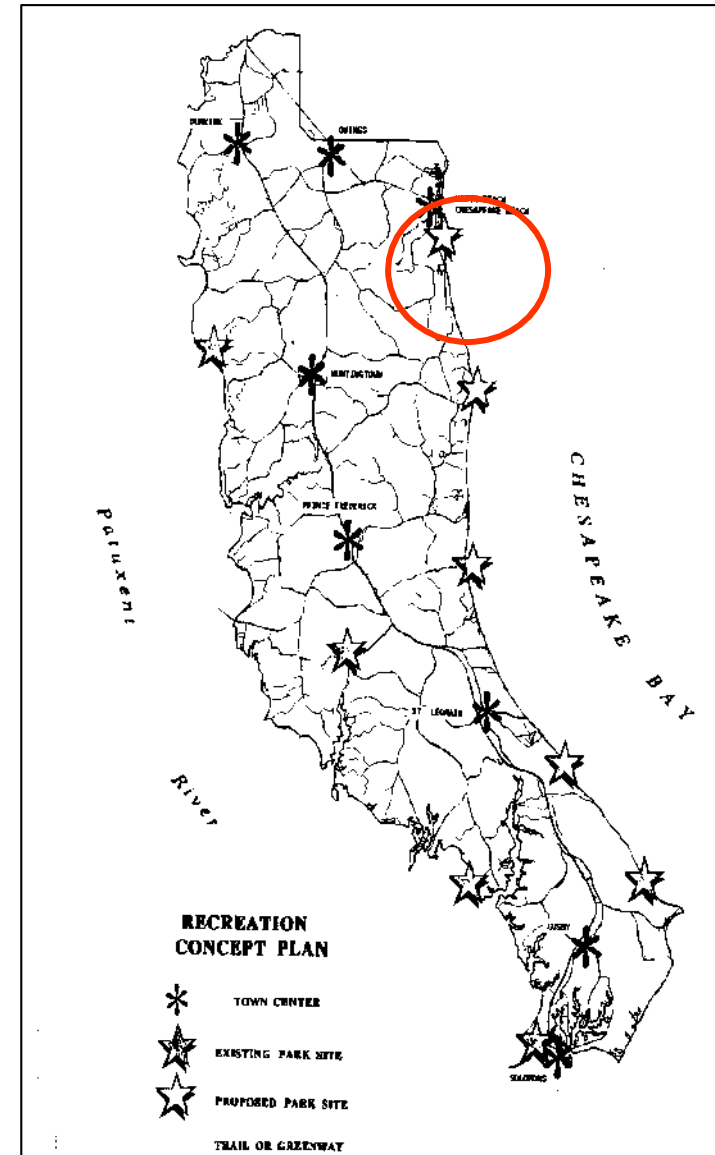 DUNKIRK
OWINGS
BEACH
CHESAPEAKE BEACH
HUNTINGTOWN
PRINCE FREDERICK
CHESAPEAKE BAY
Patuxent
River
ST LEONARD
LUSBY
SOLOMONS
RECREATION
CONCEPT PLAN
TOWN CENTER
EXISTING PARK SITE
PROPOSED PARK SITE
TRAIL OR GREENWAY